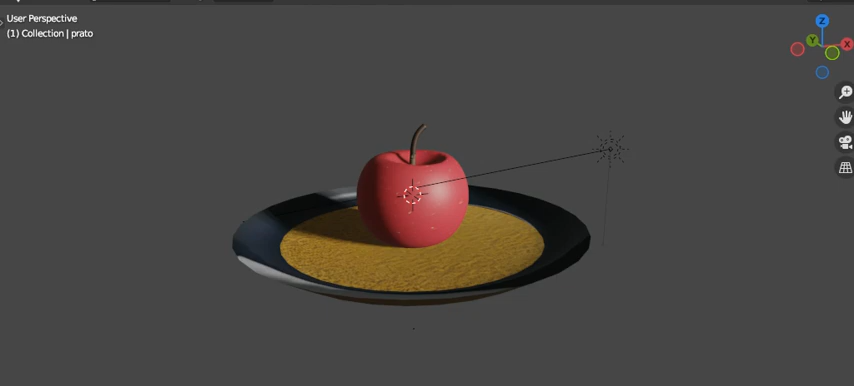 User Perspective
(1) Collection | prato
Z
Y
X